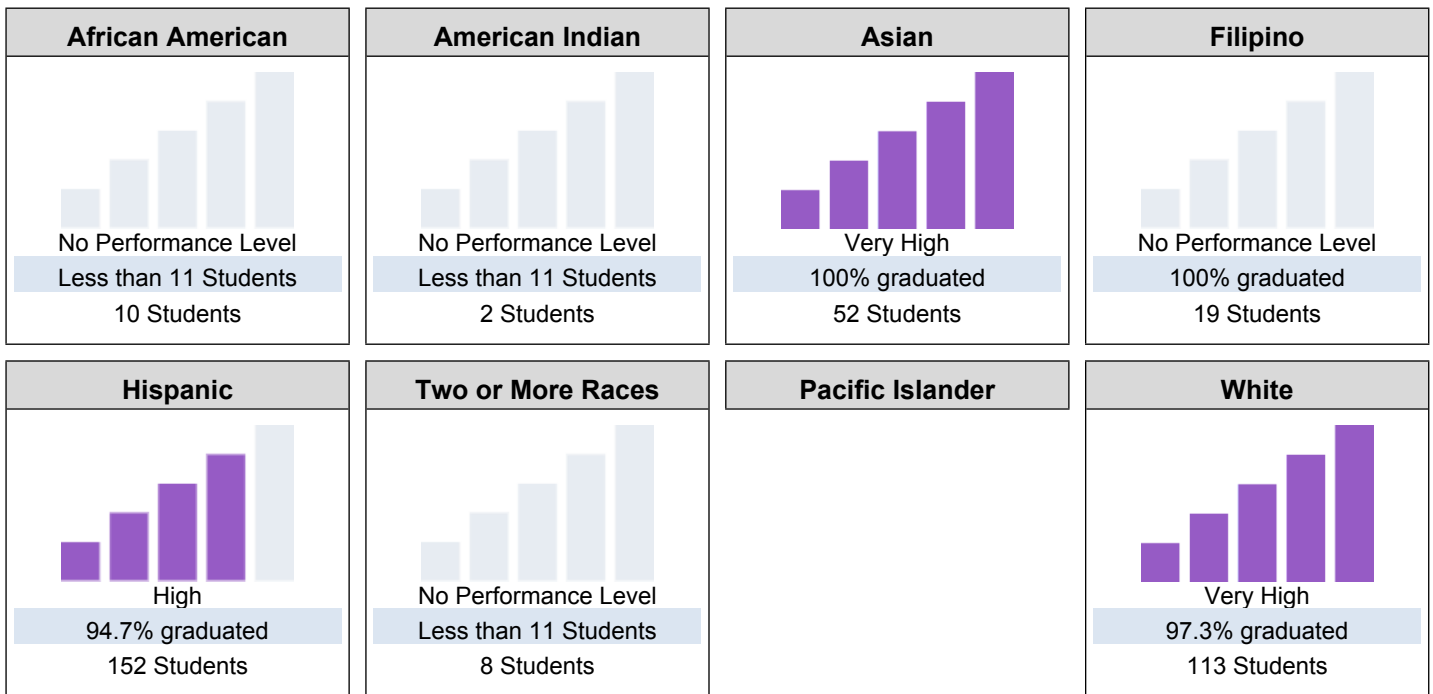 African American
No Performance Level
Less than 11 Students
10 Students
American Indian
No Performance Level
Less than 11 Students
2 Students
Asian
Very High
100% graduated
52 Students
Filipino
No Performance Level
100% graduated
19 Students
Hispanic
High
94.7% graduated
152 Students
Two or More Races
No Performance Level
Less than 11 Students
8 Students
Pacific Islander
White
Very High
97.3% graduated
113 Students